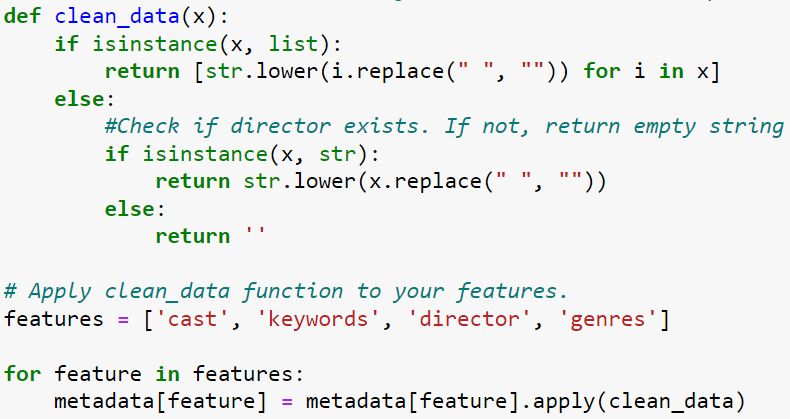 def clean_data(x):
    if isinstance(x, list):
        return [str.lower(i.replace(" ", "")) for i in x]
    else:
        #Check if director exists. If not, return empty string
        if isinstance(x, str):
            return str.lower(x.replace(" ", ""))
        else:
            return ''

# Apply clean_data function to your features.
features = ['cast', 'keywords', 'director', 'genres']

for feature in features:
    metadata[feature] = metadata[feature].apply(clean_data)